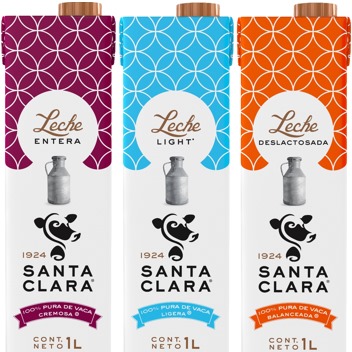 Leche
ENTERA
1924
SANTA
CLARA®
100% PURA DE VACA
CREMOSA
CONT.
NETO 1L
Leche
LIGHT*
1924
SANTA
CLARA®
100% PURA DE VACA
LIGERA
CONT.
NETO 1L
Leche
DESLACTOSADA
1924
SANTA
CLARA®
100% PURA DE VACA
BALANCEADA
CONT.
NETO 1L